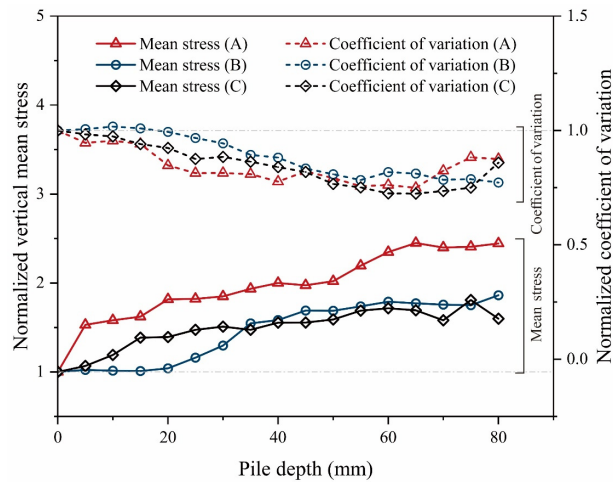 Normalized vertical mean stress
5
4
3
2
1
Mean stress (A)
Mean stress (B)
Mean stress (C)
Coefficient of variation (A)
Coefficient of variation (B)
Coefficient of variation (C)
Coefficient of variation
Mean stress
1.5
1.0
0.5
0.0
Normalized coefficient of variation
0 20 40 60 80
Pile depth (mm)